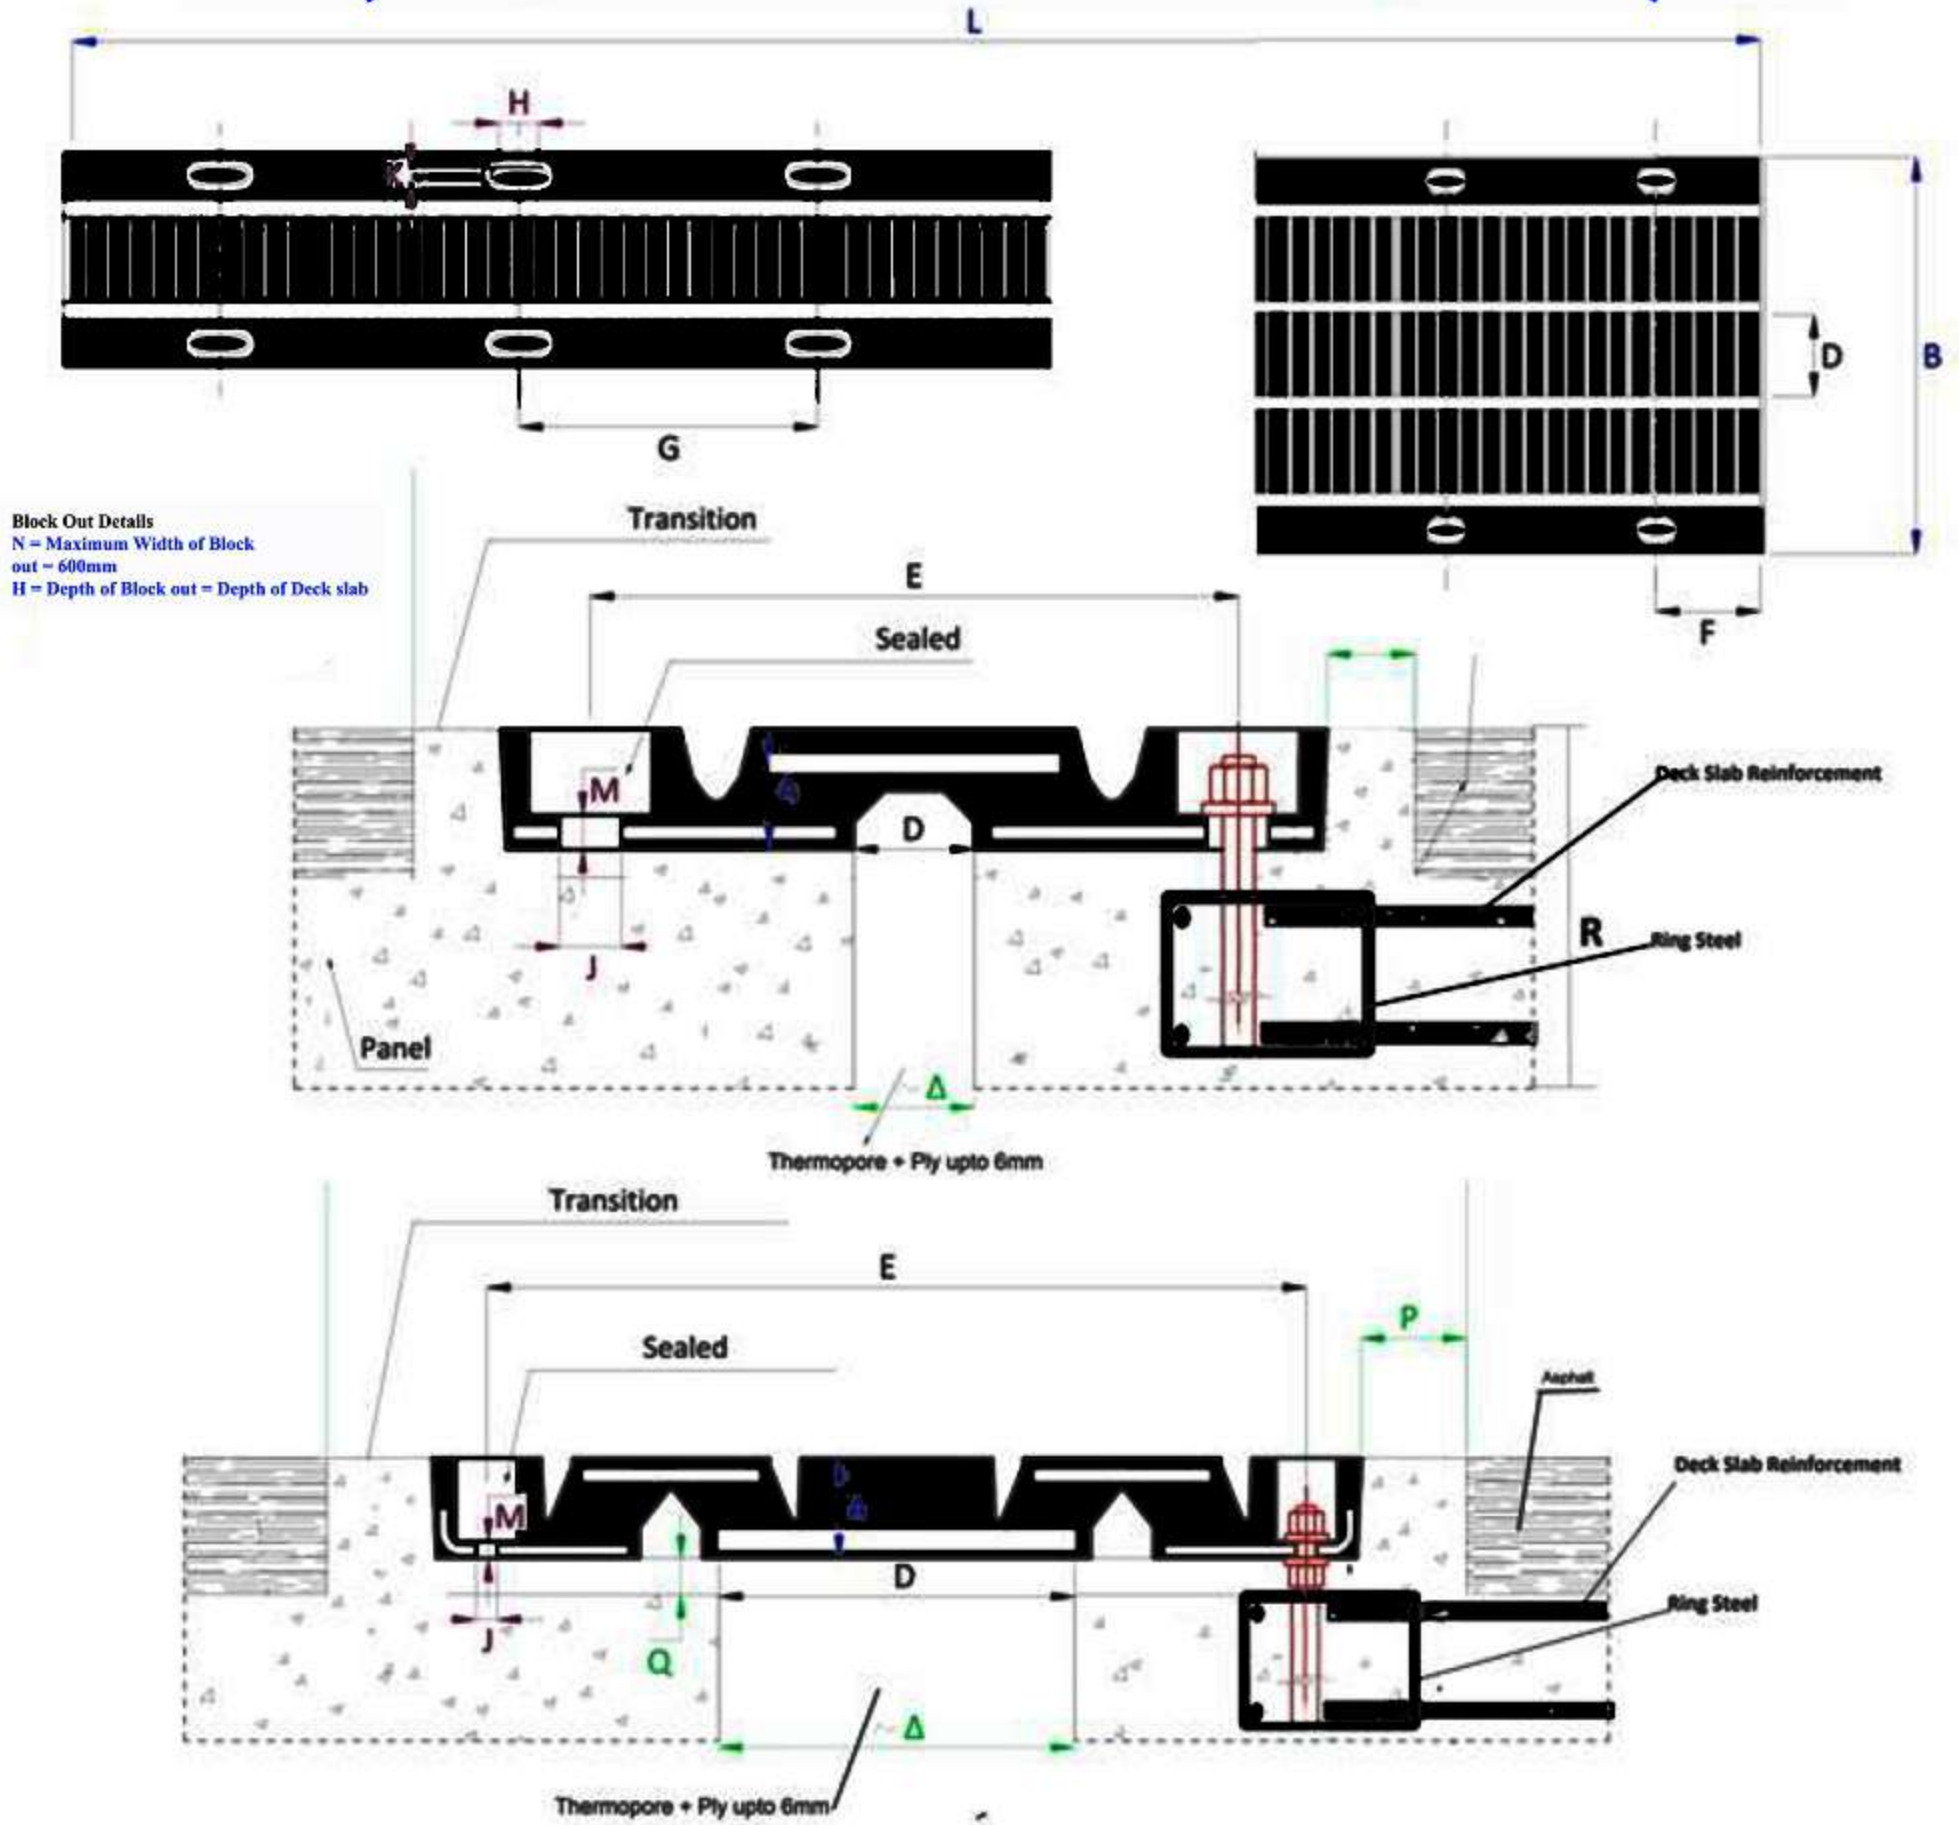 L
H
K
D
B
G
F
Block Out Details
N = Maximum Width of Block
out = 600mm
H = Depth of Block out = Depth of Deck slab
Transition
E
Sealed
M
A
D
Deck Slab Reinforcement
R
Ring Steel
J
Panel
Δ
Thermopore + Ply upto 6mm
Transition
E
P
Sealed
Asphalt
Deck Slab Reinforcement
M
D
Ring Steel
J
Q
Δ
Thermopore + Ply upto 6mm